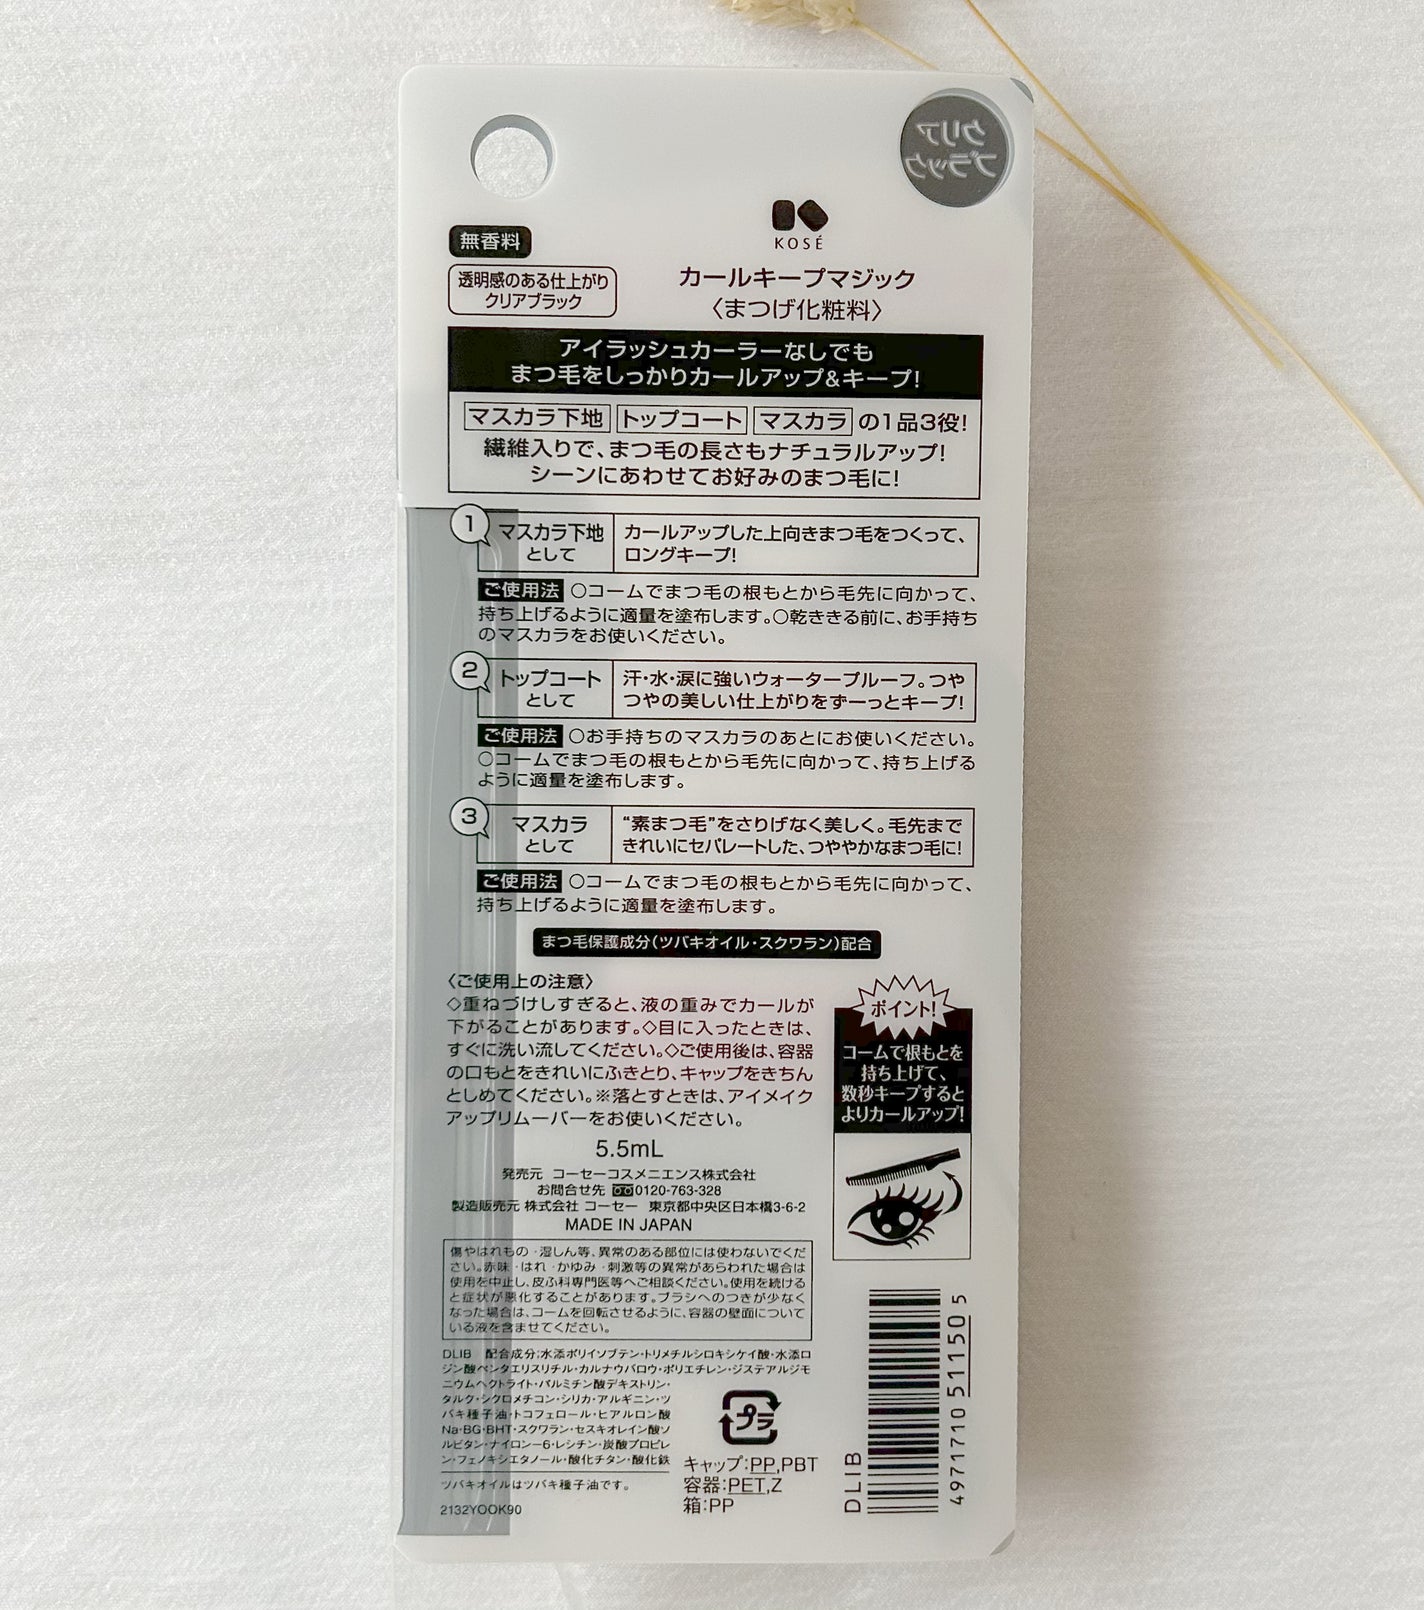 クリア
ブラック
KOSÉ
無香料
透明感のある仕上がり
クリアブラック
カールキープマジック
〈まつげ化粧料〉
アイラッシュカーラーなしでも
まつ毛をしっかりカールアップ&キープ!
マスカラ下地 トップコート マスカラ の1品3役!
繊維入りで、まつ毛の長さもナチュラルアップ!
シーンにあわせてお好みのまつ毛に!
1 マスカラ下地
として
カールアップした上向きまつ毛をつくって、
ロングキープ!
ご使用法 ○コームでまつ毛の根もとから毛先に向かって、
持ち上げるように適量を塗布します。○乾ききる前に、お手持ち
のマスカラをお使いください。
2 トップコート
として
汗・水・涙に強いウォータープルーフ。つや
つやの美しい仕上がりをずーっとキープ!
ご使用法 ○お手持ちのマスカラのあとにお使いください。
○コームでまつ毛の根もとから毛先に向かって、持ち上げる
ように適量を塗布します。
3 マスカラ
として
“素まつ毛”をさりげなく美しく。毛先まで
きれいにセパレートした、つややかなまつ毛に!
ご使用法 ○コームでまつ毛の根もとから毛先に向かって、
持ち上げるように適量を塗布します。
まつ毛保護成分(ツバキオイル・スクワラン)配合
〈ご使用上の注意〉
◇重ねづけしすぎると、液の重みでカールが
下がることがあります。◇目に入ったときは、
すぐに洗い流してください。◇ご使用後は、容器
の口もとをきれいにふきとり、キャップをきちん
としめてください。※落とすときは、アイメイク
アップリムーバーをお使いください。
ポイント!
コームで根もとを
持ち上げて、
数秒キープすると
よりカールアップ!
5.5mL
発売元 コーセーコスメニエンス株式会社
お問合せ先 0120-763-328
製造販売元 株式会社 コーセー 東京都中央区日本橋3-6-2
MADE IN JAPAN
傷やはれもの・湿しん等、異常のある部位には使わないでくだ
さい。赤味・はれ・かゆみ・刺激等の異常があらわれた場合は
使用を中止し、皮ふ科専門医等へご相談ください。使用を続ける
と症状が悪化することがあります。ブラシへのつきが少なく
なった場合は、コームを回転させるように、容器の壁面について
いる液を含ませてください。
DLIB 配合成分:水添ポリイソブテン・トリメチルシロキシケイ酸・水添ロ
ジン酸ペンタエリスリチル・カルナウバロウ・ポリエチレン・ジステアルジモ
ニウムヘクトライト・パルミチン酸デキストリン・
タルク・シクロメチコン・シリカ・アルギニン・ツ
バキ種子油・トコフェロール・ヒアルロン酸
Na・BG・BHT・スクワラン・セスキオレイン酸ソ
ルビタン・ナイロン-6・レシチン・炭酸プロピレ
ン・フェノキシエタノール・酸化チタン・酸化鉄
ツバキオイルはツバキ種子油です。
2132YOOK90
プラ
キャップ:PP,PBT
容器:PET,Z
箱:PP
DLIB
4971710 511505